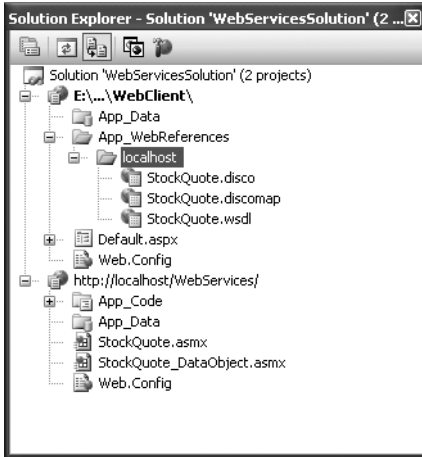 Solution Explorer - Solution 'WebServicesSolution' (2 ...
Solution 'WebServicesSolution' (2 projects)
E:\...\WebClient\
App_Data
App_WebReferences
localhost
StockQuote.disco
StockQuote.discomap
StockQuote.wsdl
Default.aspx
Web.Config
http://localhost/WebServices/
App_Code
App_Data
StockQuote.asmx
StockQuote_DataObject.asmx
Web.Config